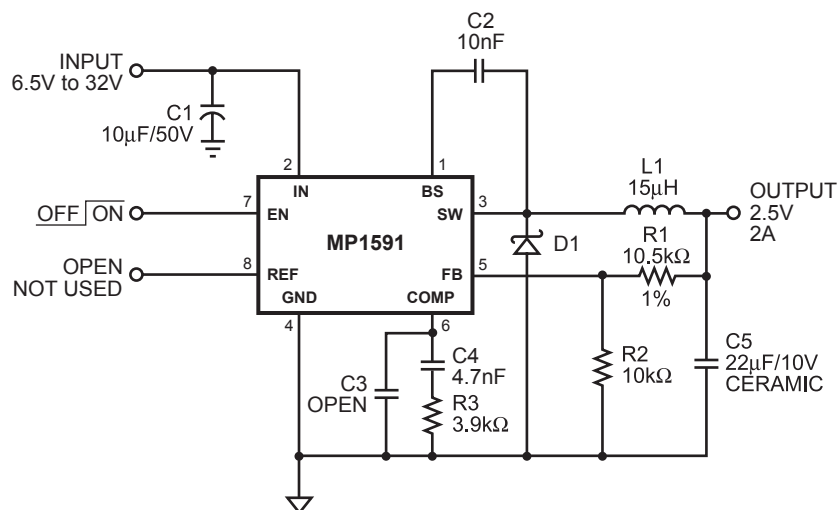 C2
10nF
INPUT
6.5V to 32V
C1
10µF/50V
2
1
IN
BS
L1
15µH
OUTPUT
2.5V
2A
OFF ON
7
EN
SW
3
MP1591
D1
R1
10.5kΩ
1%
OPEN
NOT USED
8
REF
FB
5
GND
COMP
4
6
C3
OPEN
C4
4.7nF
R3
3.9kΩ
R2
10kΩ
C5
22µF/10V
CERAMIC